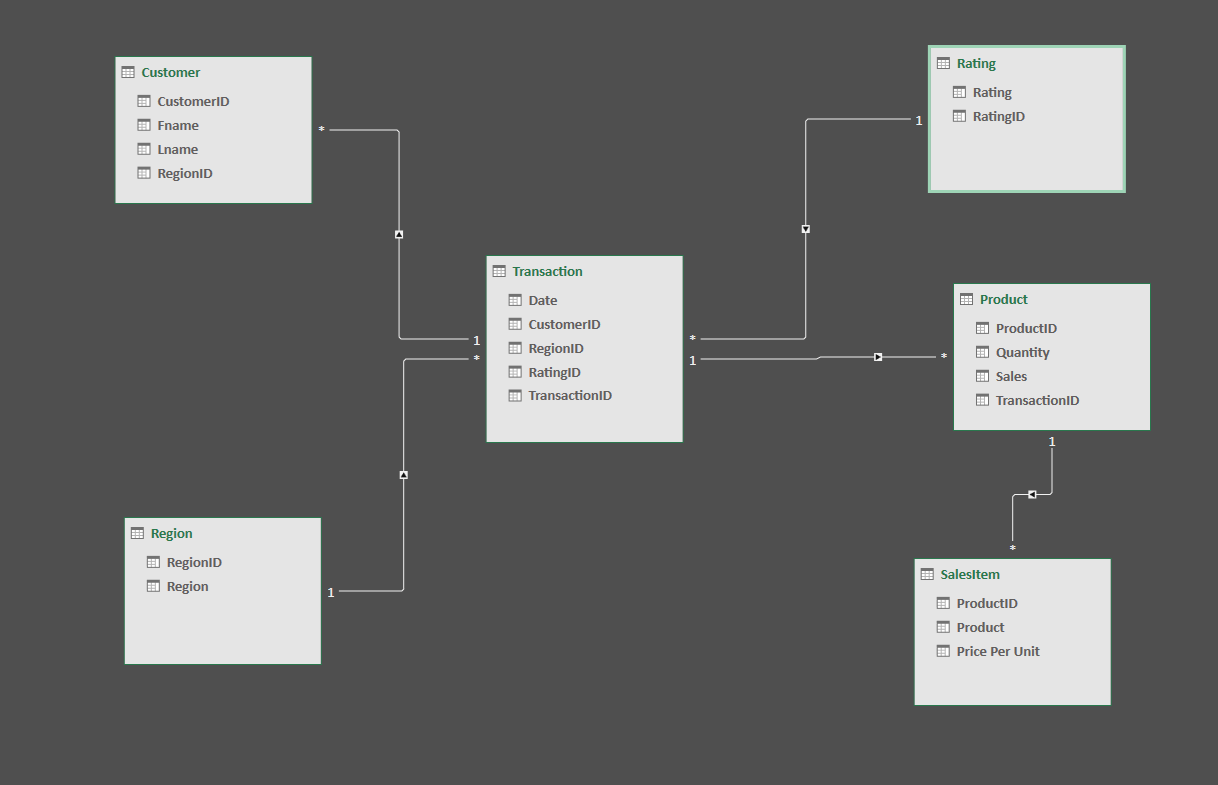 Customer
CustomerID
Fname
Lname
RegionID
*
Rating
Rating
RatingID
1
Transaction
Date
CustomerID
RegionID
RatingID
TransactionID
1
*
*
1
Product
ProductID
Quantity
Sales
TransactionID
*
1
Region
RegionID
Region
1
*
SalesItem
ProductID
Product
Price Per Unit